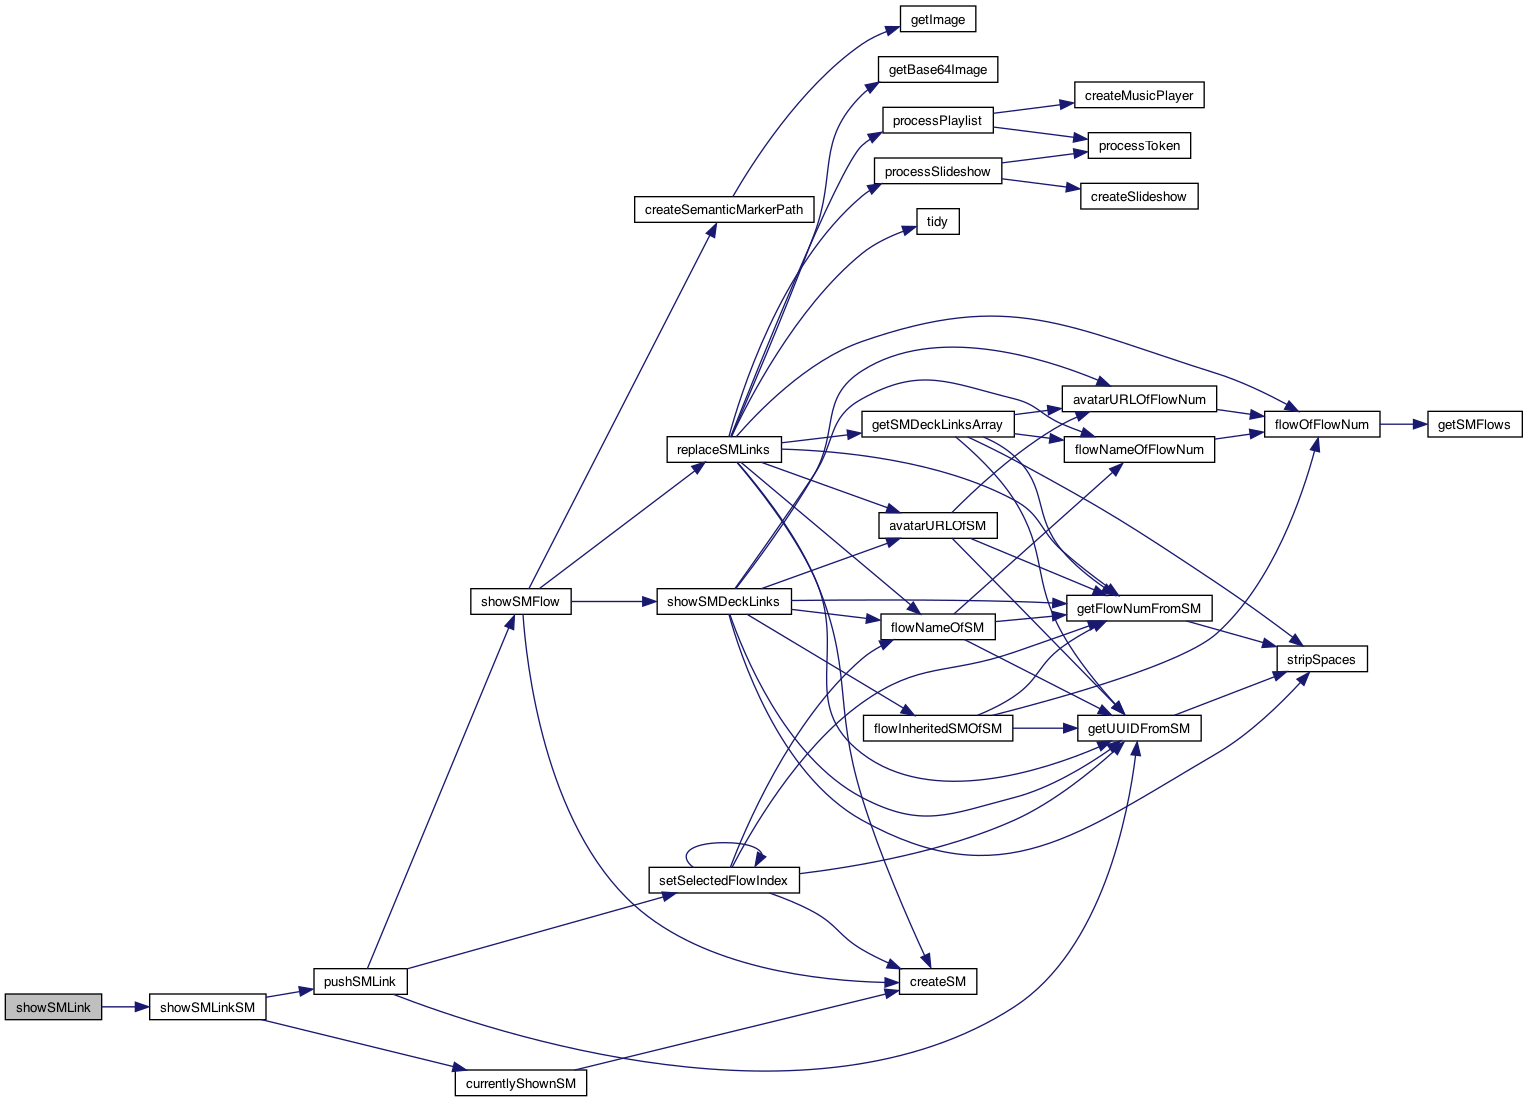 getImage
getBase64Image
createMusicPlayer
processPlaylist
processToken
processSlideshow
createSlideshow
createSemanticMarkerPath
tidy
avatarURLOfFlowNum
getSMDeckLinksArray
flowOfFlowNum
getSMFlows
replaceSMLinks
flowNameOfFlowNum
avatarURLOfSM
showSMFlow
showSMDeckLinks
getFlowNumFromSM
flowNameOfSM
stripSpaces
flowInheritedSMOfSM
getUUIDFromSM
setSelectedFlowIndex
pushSMLink
createSM
showSMLink
showSMLinkSM
currentlyShownSM